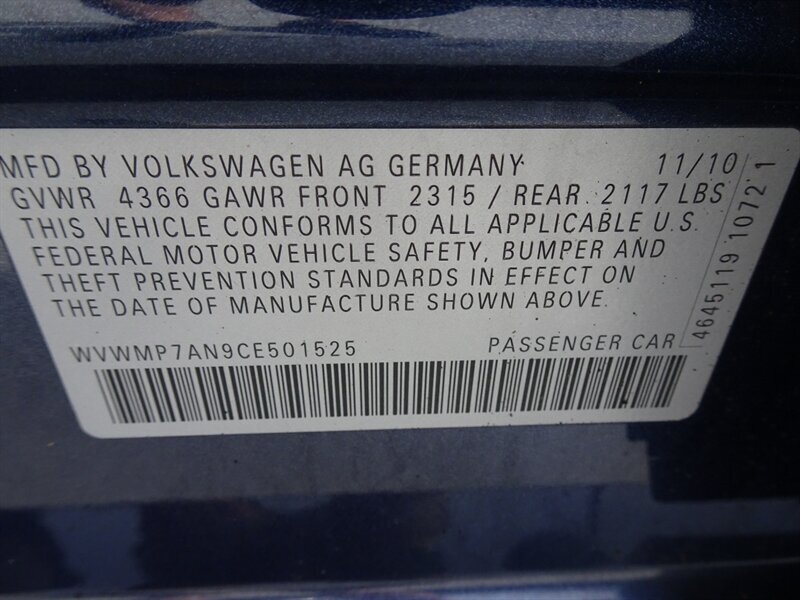 MFD BY VOLKSWAGEN AG GERMANY 11/10
GVWR 4366 GAWR FRONT 2315 / REAR 2117 LBS
THIS VEHICLE CONFORMS TO ALL APPLICABLE U.S.
FEDERAL MOTOR VEHICLE SAFETY, BUMPER AND
THEFT PREVENTION STANDARDS IN EFFECT ON
THE DATE OF MANUFACTURE SHOWN ABOVE.
WVWMP7AN9CE501525 PASSENGER CAR
4645119 1072 1